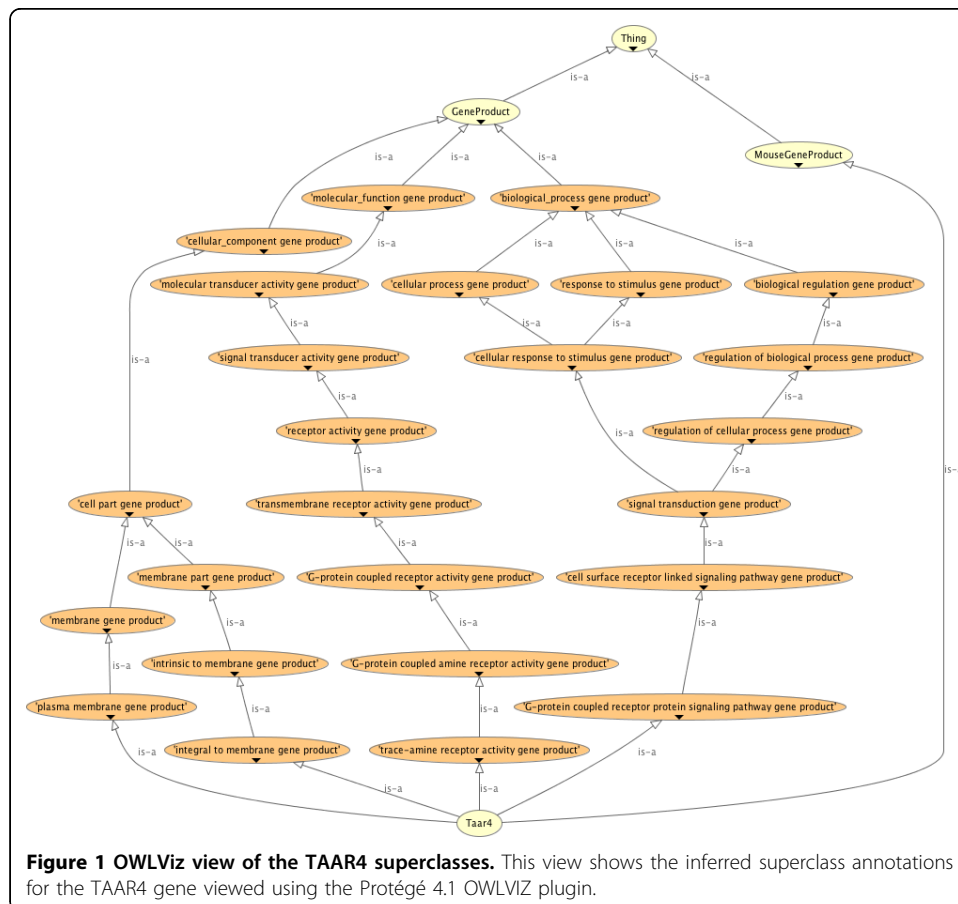 Thing
is-a
is-a
GeneProduct
MouseGeneProduct
is-a
is-a
is-a
'molecular_function gene product'
'biological_process gene product'
'cellular_component gene product'
is-a
is-a
is-a
is-a
'molecular transducer activity gene product'
'cellular process gene product'
'response to stimulus gene product'
'biological regulation gene product'
is-a
is-a
is-a
is-a
'signal transducer activity gene product'
'cellular response to stimulus gene product'
'regulation of biological process gene product'
is-a
is-a
is-a
'receptor activity gene product'
'regulation of cellular process gene product'
is-a
is-a
is-a
is-a
'cell part gene product'
'transmembrane receptor activity gene product'
'signal transduction gene product'
is-a
is-a
is-a
is-a
'membrane part gene product'
'G-protein coupled receptor activity gene product'
'cell surface receptor linked signaling pathway gene product'
'membrane gene product'
is-a
is-a
is-a
is-a
'intrinsic to membrane gene product'
'G-protein coupled amine receptor activity gene product'
'plasma membrane gene product'
is-a
is-a
'G-protein coupled receptor protein signaling pathway gene product'
is-a
'integral to membrane gene product'
'trace-amine receptor activity gene product'
is-a
is-a
is-a
Taar4
Figure 1 OWLViz view of the TAAR4 superclasses. This view shows the inferred superclass annotations
for the TAAR4 gene viewed using the Protégé 4.1 OWLVIZ plugin.